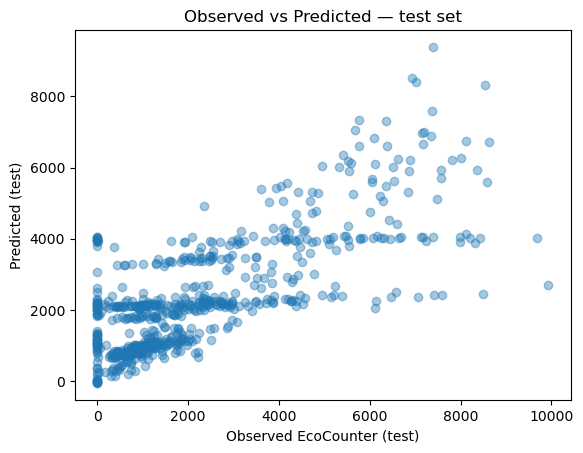 Observed vs Predicted — test set
Predicted (test)
8000
6000
4000
2000
0
0 2000 4000 6000 8000 10000
Observed EcoCounter (test)